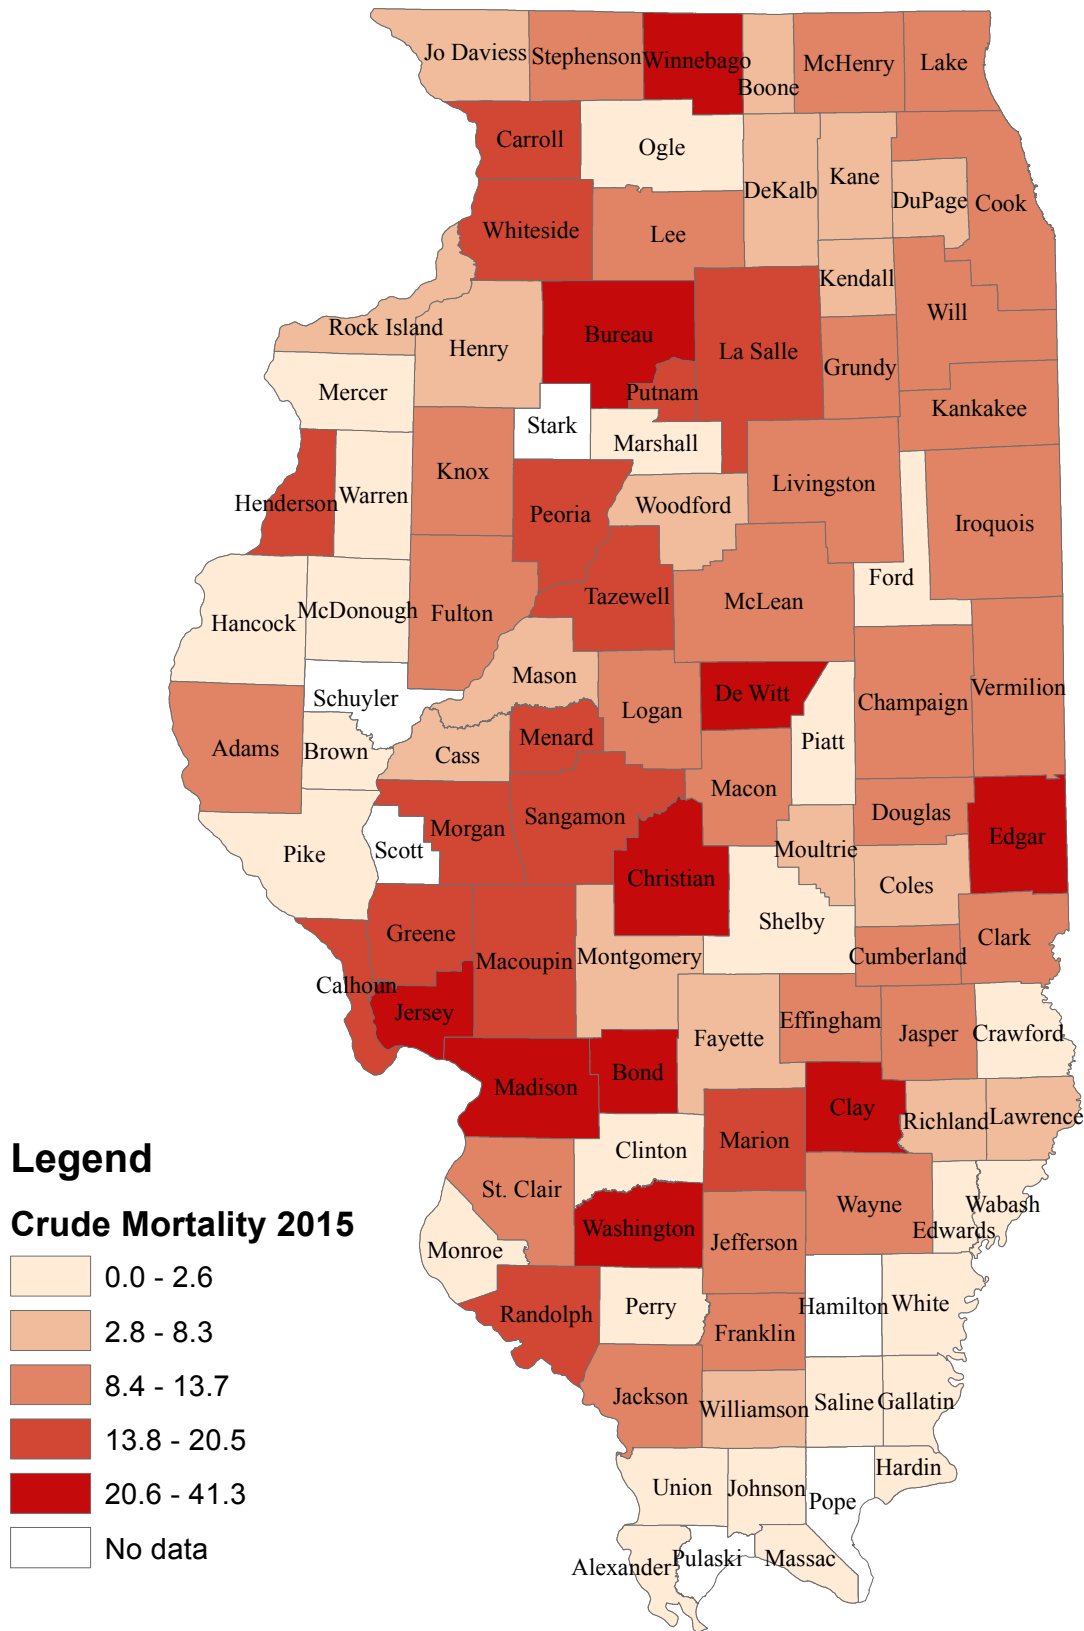 Jo Daviess
Stephenson
Winnebago
Boone
McHenry
Lake
Carroll
Ogle
DeKalb
Kane
DuPage
Cook
Whiteside
Lee
Kendall
Will
Rock Island
Henry
Bureau
La Salle
Grundy
Mercer
Putnam
Kankakee
Stark
Marshall
Knox
Henderson
Warren
Peoria
Woodford
Livingston
Iroquois
Ford
Hancock
McDonough
Fulton
Tazewell
McLean
Schuyler
Mason
Logan
De Witt
Champaign
Vermilion
Adams
Brown
Cass
Menard
Piatt
Macon
Douglas
Edgar
Pike
Scott
Morgan
Sangamon
Christian
Moultrie
Coles
Shelby
Greene
Macoupin
Montgomery
Cumberland
Clark
Calhoun
Jersey
Fayette
Effingham
Jasper
Crawford
Madison
Bond
Clay
Richland
Lawrence
Clinton
Marion
St. Clair
Washington
Wayne
Wabash
Edwards
Monroe
Jefferson
Randolph
Perry
Franklin
Hamilton
White
Jackson
Williamson
Saline
Gallatin
Union
Johnson
Pope
Hardin
Alexander
Pulaski
Massac
Legend
Crude Mortality 2015
0.0 - 2.6
2.8 - 8.3
8.4 - 13.7
13.8 - 20.5
20.6 - 41.3
No data